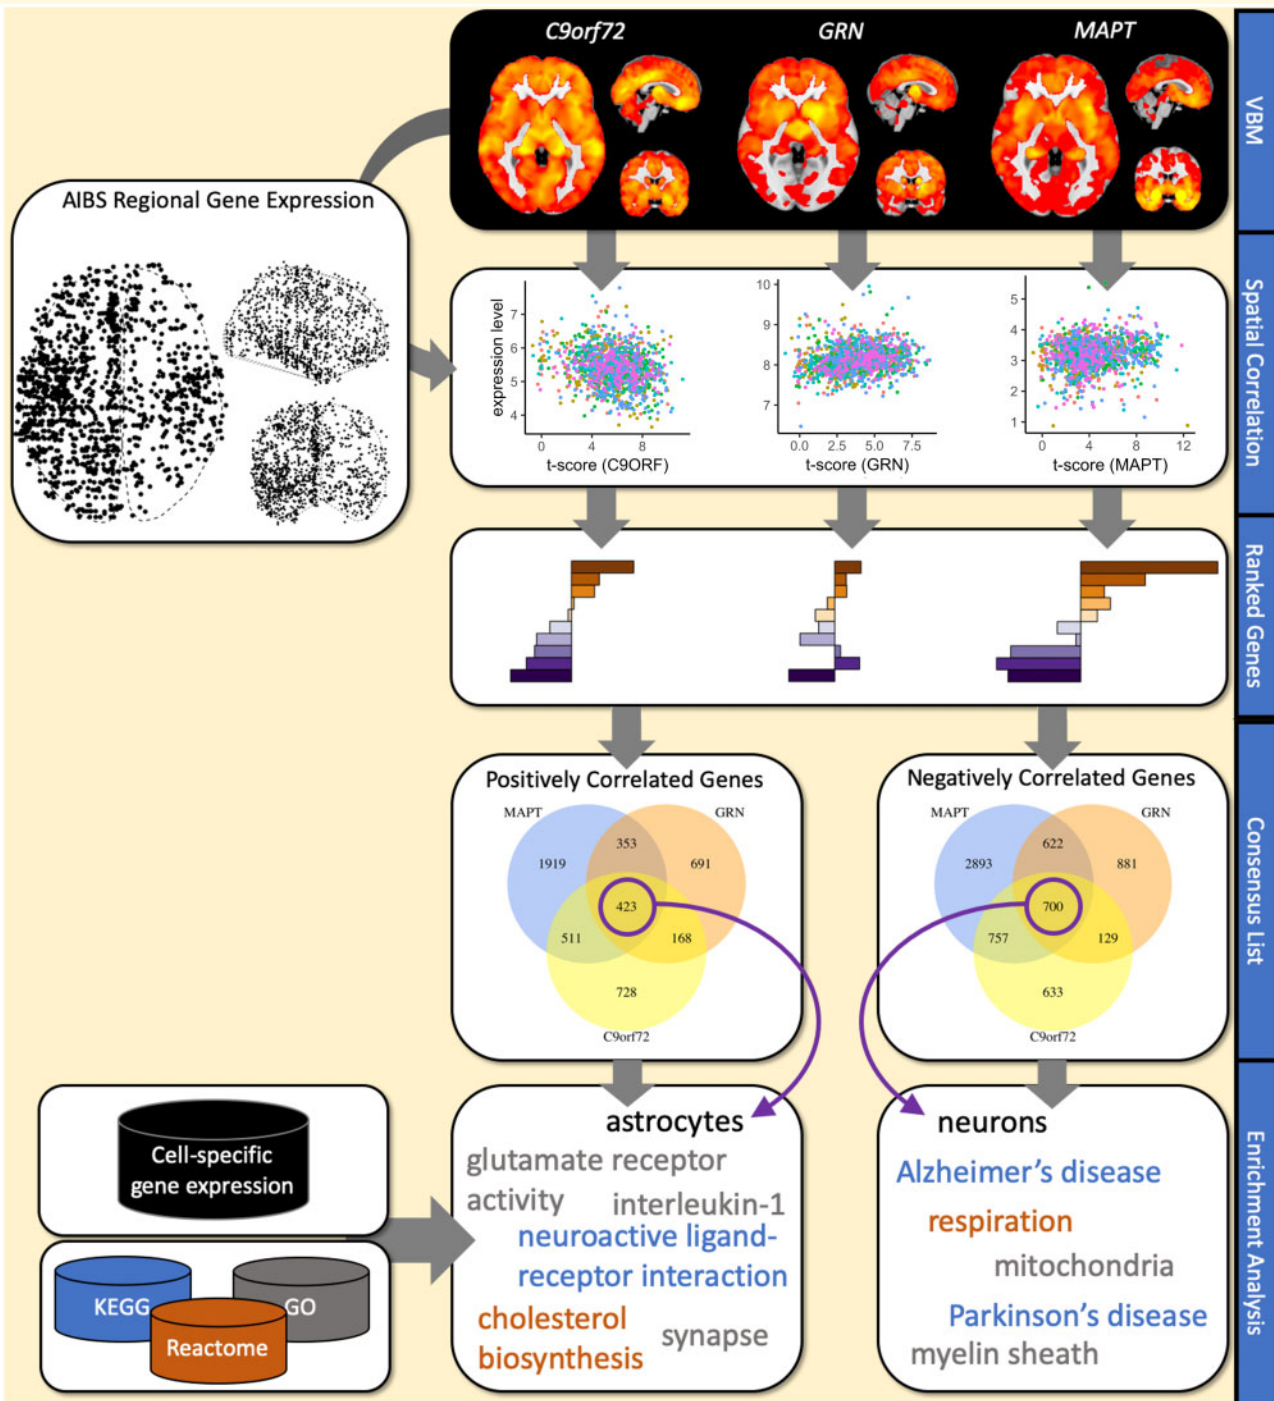 C9orf72
GRN
MAPT
VBM
AIBS Regional Gene Expression
expression level
7
6
5
4
0
4
8
t-score (C9ORF)
10
9
8
7
0.0
2.5
5.0
7.5
t-score (GRN)
5
4
3
2
1
0
4
8
12
t-score (MAPT)
Spatial Correlation
Ranked Genes
Positively Correlated Genes
MAPT
GRN
353
1919
691
423
511
168
728
C9orf72
Negatively Correlated Genes
MAPT
GRN
622
2893
881
700
757
129
633
C9orf72
Consensus List
Cell-specific
gene expression
KEGG
GO
Reactome
astrocytes
glutamate receptor
activity
interleukin-1
neuroactive ligand-
receptor interaction
cholesterol
biosynthesis
synapse
neurons
Alzheimer's disease
respiration
mitochondria
Parkinson's disease
myelin sheath
Enrichment Analysis